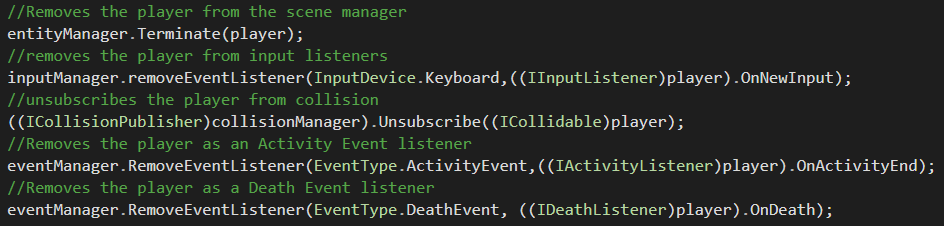 //Removes the player from the scene manager
entityManager.Terminate(player);
//removes the player from input listeners
inputManager.removeEventListener(InputDevice.Keyboard,((IInputListener)player).OnNewInput);
//unsubscribes the player from collision
((ICollisionPublisher)collisionManager).Unsubscribe((ICollidable)player);
//Removes the player as an Activity Event listener
eventManager.RemoveEventListener(EventType.ActivityEvent,((IActivityListener)player).OnActivityEnd);
//Removes the player as a Death Event listener
eventManager.RemoveEventListener(EventType.DeathEvent, ((IDeathListener)player).OnDeath);